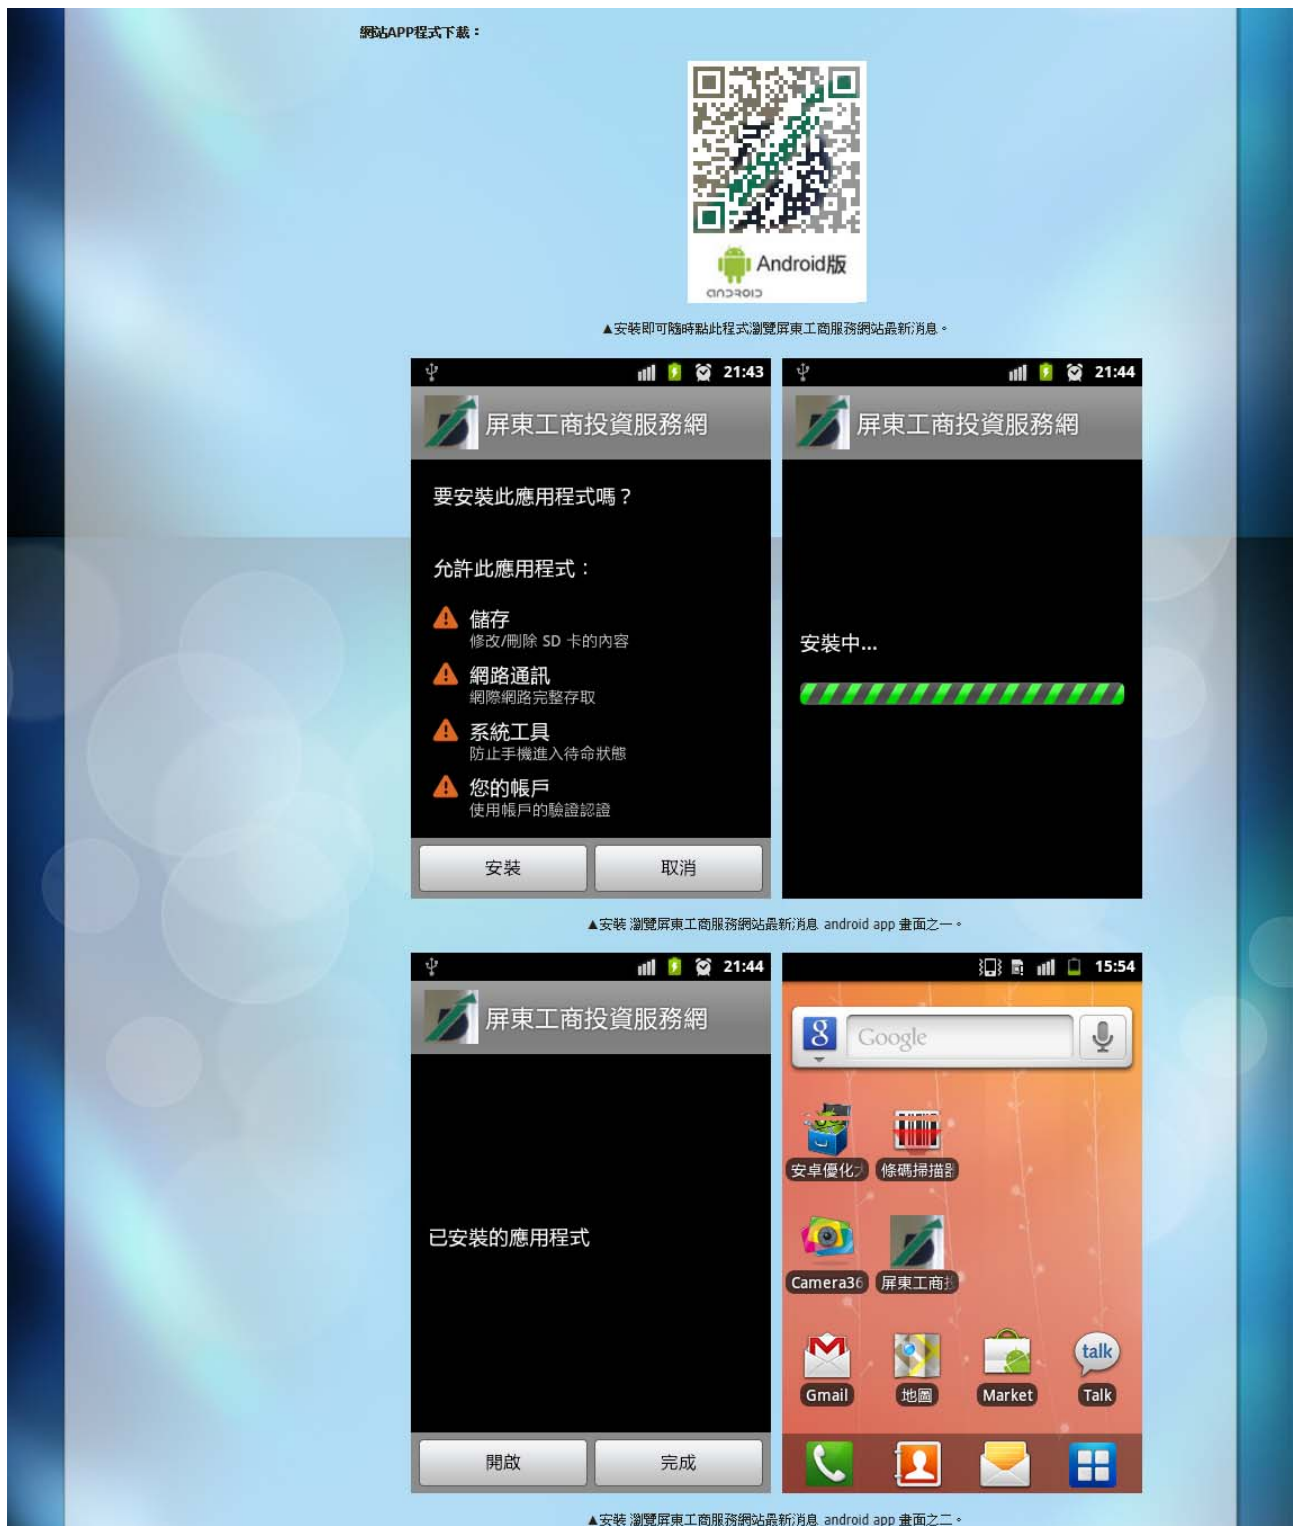 網站APP程式下載：
Android版
ANDROID
▲安裝即可隨時點此程式瀏覽屏東工商服務網站最新消息。
21:43
屏東工商投資服務網
要安裝此應用程式嗎？
允許此應用程式：
儲存
修改/刪除 SD 卡的內容
網路通訊
網際網路完整存取
系統工具
防止手機進入待命狀態
您的帳戶
使用帳戶的驗證認證
安裝
取消
21:44
屏東工商投資服務網
安裝中...
▲安裝 瀏覽屏東工商服務網站最新消息 android app 畫面之一。
21:44
屏東工商投資服務網
已安裝的應用程式
開啟
完成
15:54
8
Google
安卓優化
條碼掃描器
Camera36
屏東工商
talk
Gmail
地圖
Market
Talk
▲安裝 瀏覽屏東工商服務網站最新消息 android app 畫面之二。